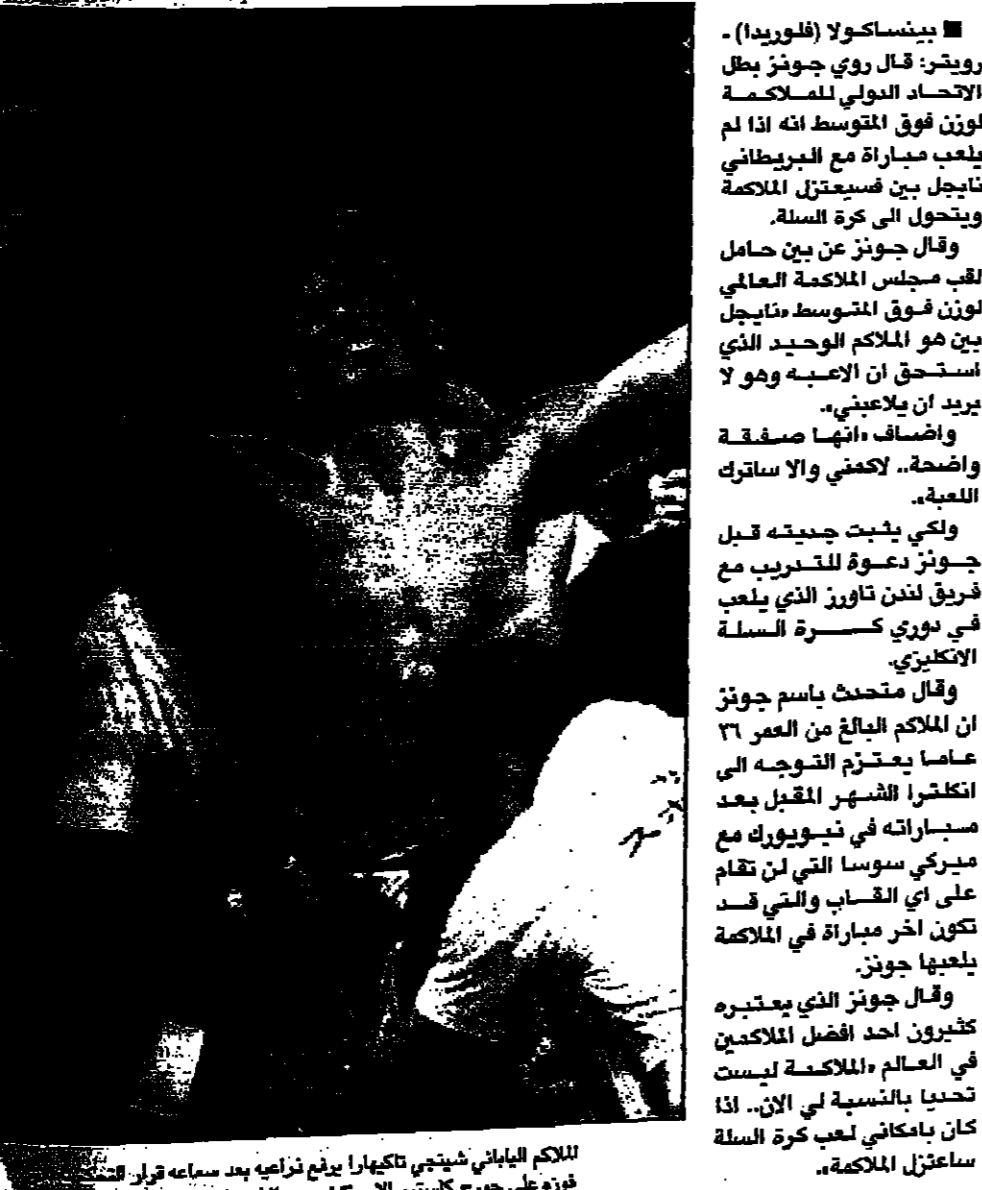 ■ بينساكولا (فلوريدا) ـ
رويتر: قال روي جونز بطل
الاتحاد الدولي للملاكمة
لوزن فوق المتوسط انه اذا لم
يلعب مباراة مع البريطاني
نايجل بين فسيعتزل الملاكمة
ويتحول الى كرة السلة.
وقال جونز عن بين حامل
لقب مجلس الملاكمة العالمي
لوزن فوق المتوسط «نايجل
بين هو الملاكم الوحيد الذي
استحق ان الاعبه وهو لا
يريد ان يلاعبني».
واضاف «انها صفقة
واضحة.. لاكمني والا ساترك
اللعبة».
ولكي يثبت جديته قبل
جونز دعوة للتدريب مع
فريق لندن تاورز الذي يلعب
في دوري كرة السلة
الانكليزي.
وقال متحدث باسم جونز
ان الملاكم البالغ من العمر ٢٦
عاما يعتزم التوجه الى
انكلترا الشهر المقبل بعد
مباراته في نيويورك مع
ميركي سوسا التي لن تقام
على اي القاب والتي قد
تكون اخر مباراة في الملاكمة
يلعبها جونز.
وقال جونز الذي يعتبره
كثيرون احد افضل الملاكمين
في العالم «الملاكمة ليست
تحديا بالنسبة لي الان.. اذا
كان بامكاني لعب كرة السلة
ساعتزل الملاكمة».
الملاكم الياباني شينجي تاكيهارا يرفع ذراعيه بعد سماعه قرار
فوزه على جورج